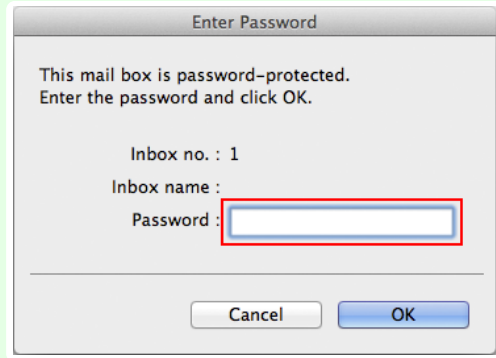 Enter Password
This mail box is password-protected.
Enter the password and click OK.
Inbox no. : 1
Inbox name :
Password :
Cancel
OK